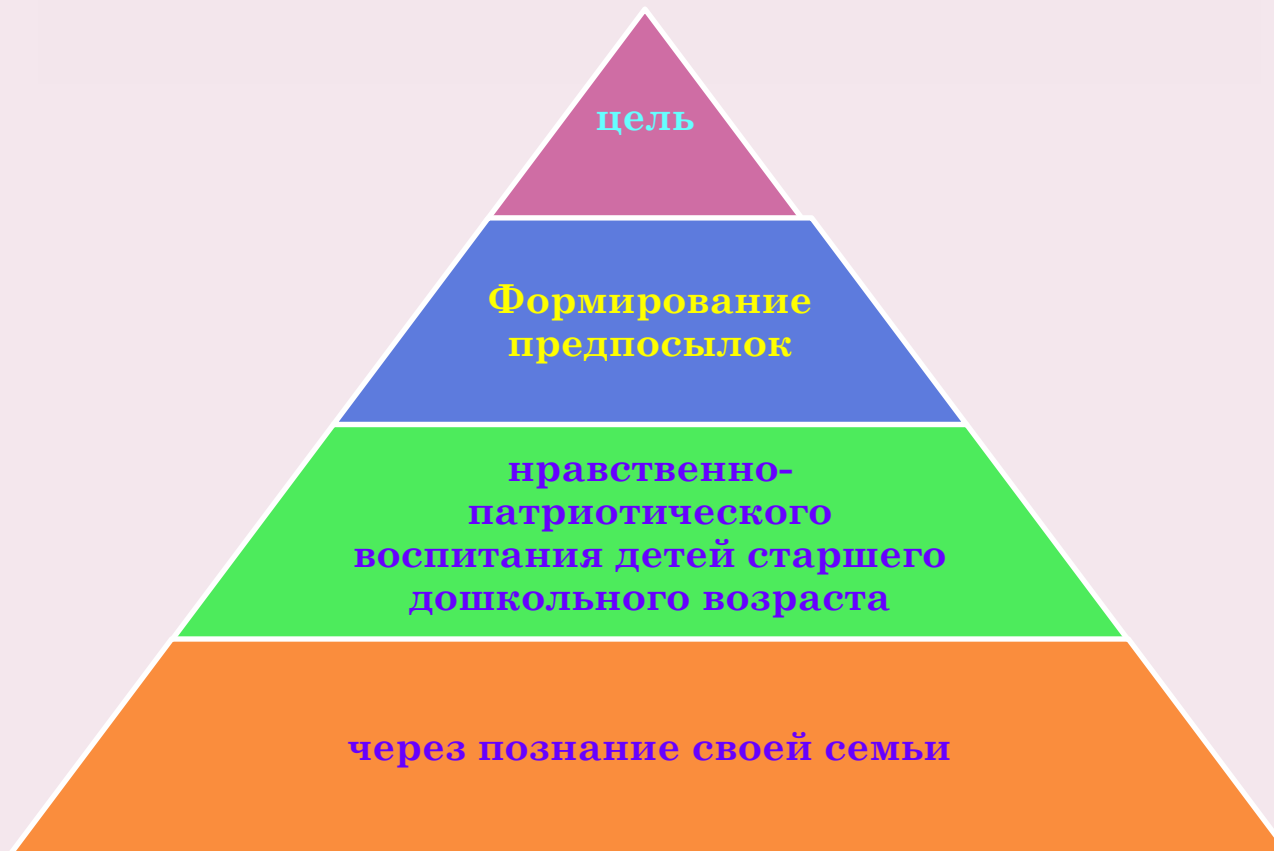 цель
Формирование
предпосылок
нравственно-
патриотического
воспитания детей старшего
дошкольного возраста
через познание своей семьи